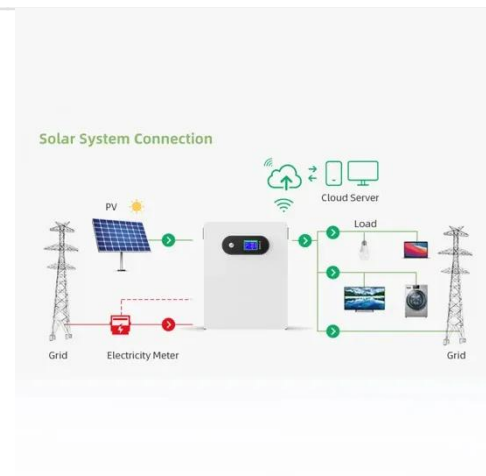 Solar System Connection
Cloud Server
PV
Load
Grid
Electricity Meter
Grid